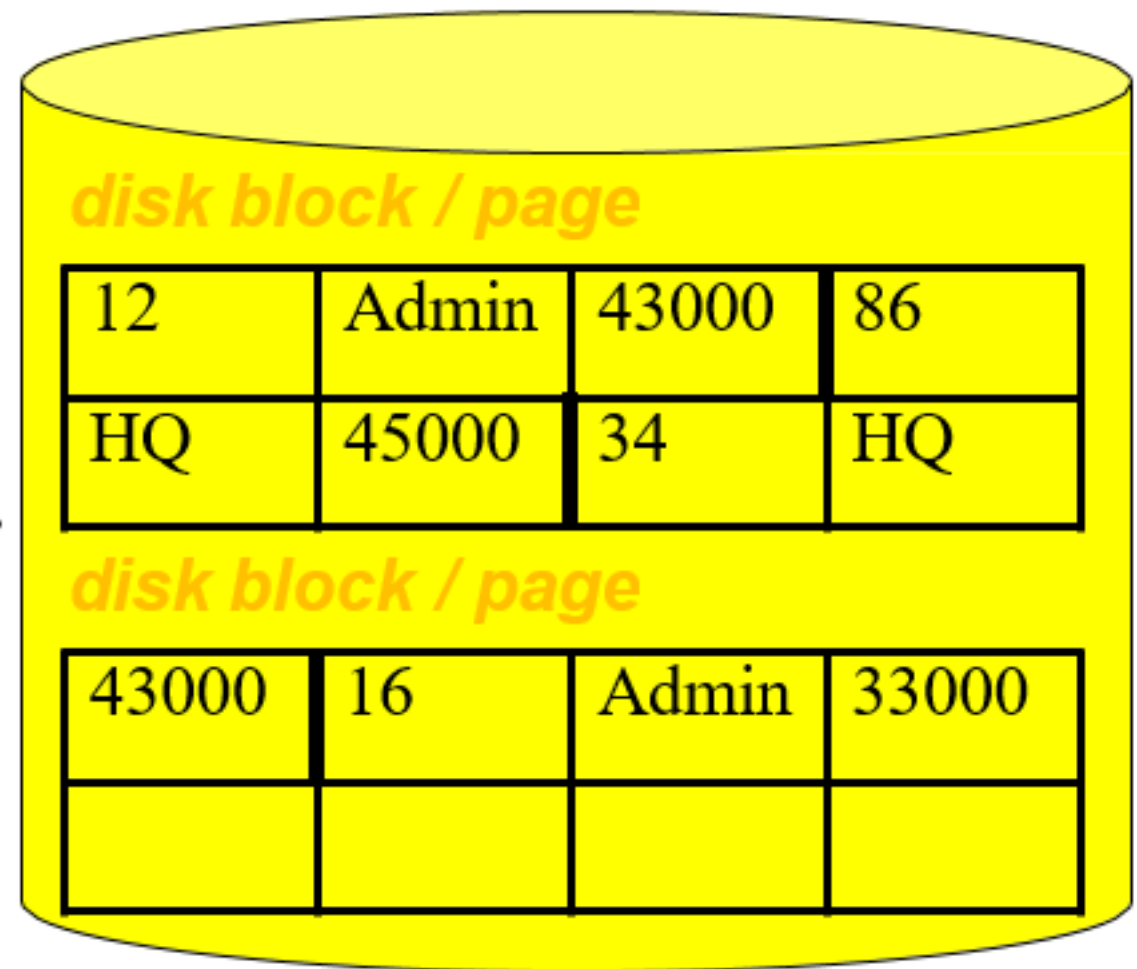 disk block / page
12 Admin 43000 86
HQ 45000 34 HQ
disk block / page
43000 16 Admin 33000